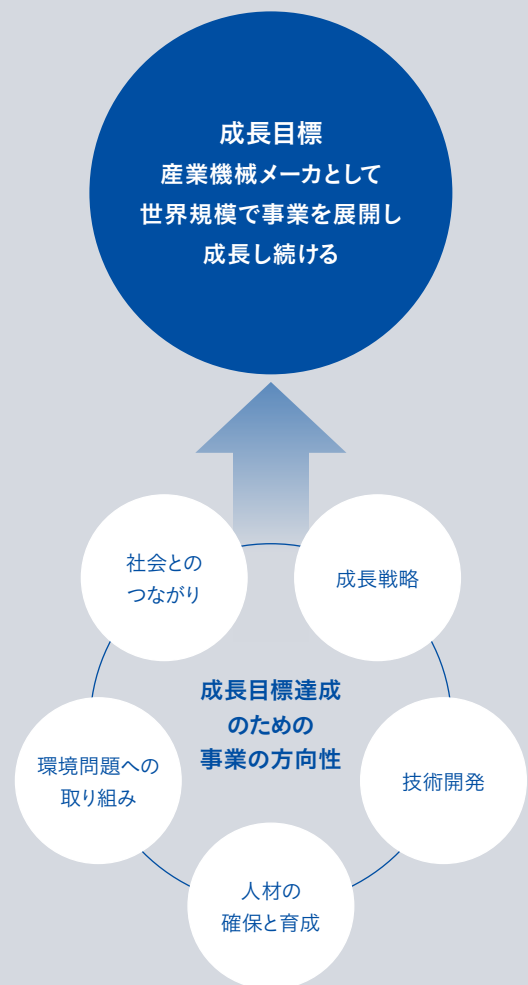 成長目標
産業機械メーカとして
世界規模で事業を展開し
成長し続ける
社会との
つながり
成長戦略
成長目標達成
のための
事業の方向性
環境問題への
取り組み
技術開発
人材の
確保と育成